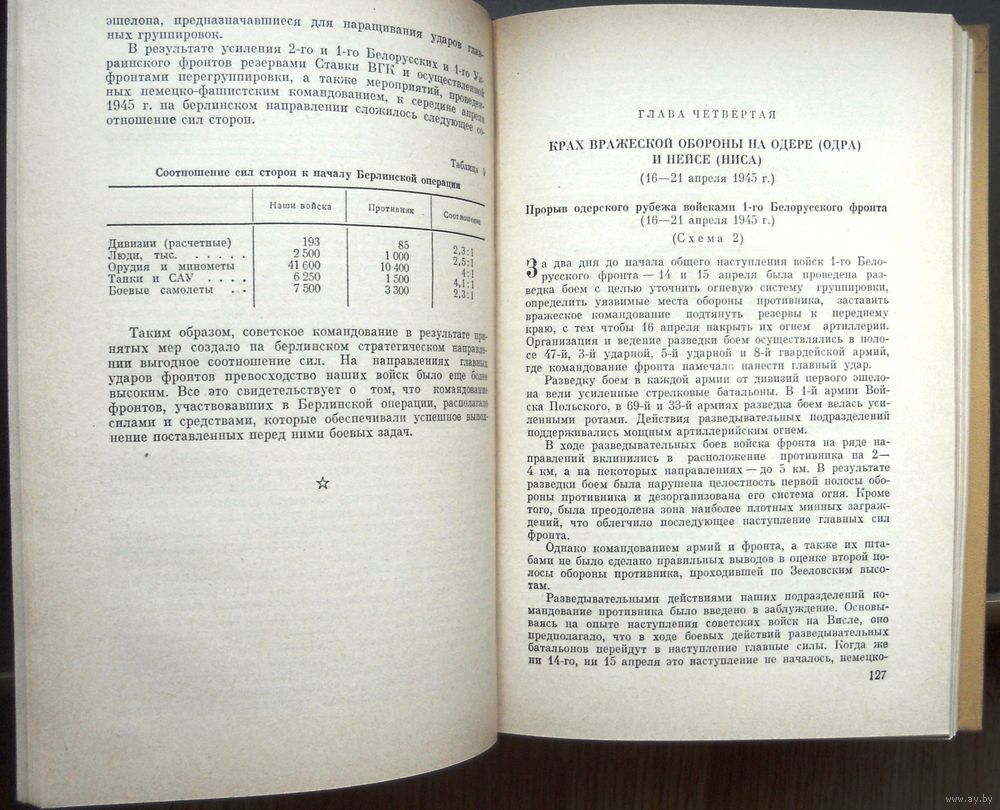 эшелона, предназначавшиеся для наращивания ударов глав-
ных группировок.
В результате усиления 2-го и 1-го Белорусских и 1-го Ук-
раинского фронтов резервами Ставки ВГК и осуществленной
фронтами перегруппировки, а также мероприятий, проведен-
ных немецко-фашистским командованием, к середине апреля
1945 г. на берлинском направлении сложилось следующее со-
отношение сил сторон.
Таблица
Соотношение сил сторон к началу Берлинской операции
Наши войска Противник Соотношение
Дивизии (расчетные) 193 85 2,3:1
Люди, тыс. . . . . . . 2 500 1 000 2,5:1
Орудия и минометы 41 600 10 400 4:1
Танки и САУ . . . . 6 250 1 500 4,1:1
Боевые самолеты . . 7 500 3 300 2,3:1
Таким образом, советское командование в результате при-
нятых мер создало на берлинском стратегическом направле-
нии выгодное соотношение сил. На направлениях главных
ударов фронтов превосходство наших войск было еще более
высоким. Все это свидетельствует о том, что командование
фронтов, участвовавших в Берлинской операции, располагало
силами и средствами, которые обеспечивали успешное выпол-
нение поставленных перед ними боевых задач.
ГЛАВА ЧЕТВЕРТАЯ
КРАХ ВРАЖЕСКОЙ ОБОРОНЫ НА ОДЕРЕ (ОДРА)
И НЕЙСЕ (НИСА)
(16—21 апреля 1945 г.)
Прорыв одерского рубежа войсками 1-го Белорусского фронта
(16—21 апреля 1945 г.)
(Схема 2)
За два дня до начала общего наступления войск 1-го Бело-
русского фронта — 14 и 15 апреля была проведена раз-
ведка боем с целью уточнить огневую систему группировки,
определить уязвимые места обороны противника, заставить
вражеское командование подтянуть резервы к переднему
краю, с тем чтобы 16 апреля накрыть их огнем артиллерии.
Организация и ведение разведки боем осуществлялись в поло-
се 47-й, 3-й ударной, 5-й ударной и 8-й гвардейской армий,
где командование фронта намечало нанести главный удар.
Разведку боем в каждой армии от дивизий первого эшело-
на вели усиленные стрелковые батальоны. В 1-й армии Вой-
ска Польского, в 69-й и 33-й армиях разведка боем велась уси-
ленными ротами. Действия разведывательных подразделений
поддерживались мощным артиллерийским огнем.
В ходе разведывательных боев войска фронта на ряде на-
правлений вклинились в расположение противника на 2—
4 км, а на некоторых направлениях — до 5 км. В результате
разведки боем была нарушена целостность первой полосы обо-
роны противника и дезорганизована его система огня. Кроме
того, была преодолена зона наиболее плотных минных заграж-
дений, что облегчило последующее наступление главных сил
фронта.
Однако командованием армий и фронта, а также их шта-
бами не было сделано правильных выводов в оценке второй по-
лосы обороны противника, проходившей по Зееловским высо-
там.
Разведывательными действиями наших подразделений ко-
мандование противника было введено в заблуждение. Основы-
ваясь на опыте наступления советских войск на Висле, оно
предполагало, что в ходе боевых действий разведывательных
батальонов перейдут в наступление главные силы. Когда же
ни 14-го, ни 15 апреля это наступление не началось, немецко-
127
www.ay.by